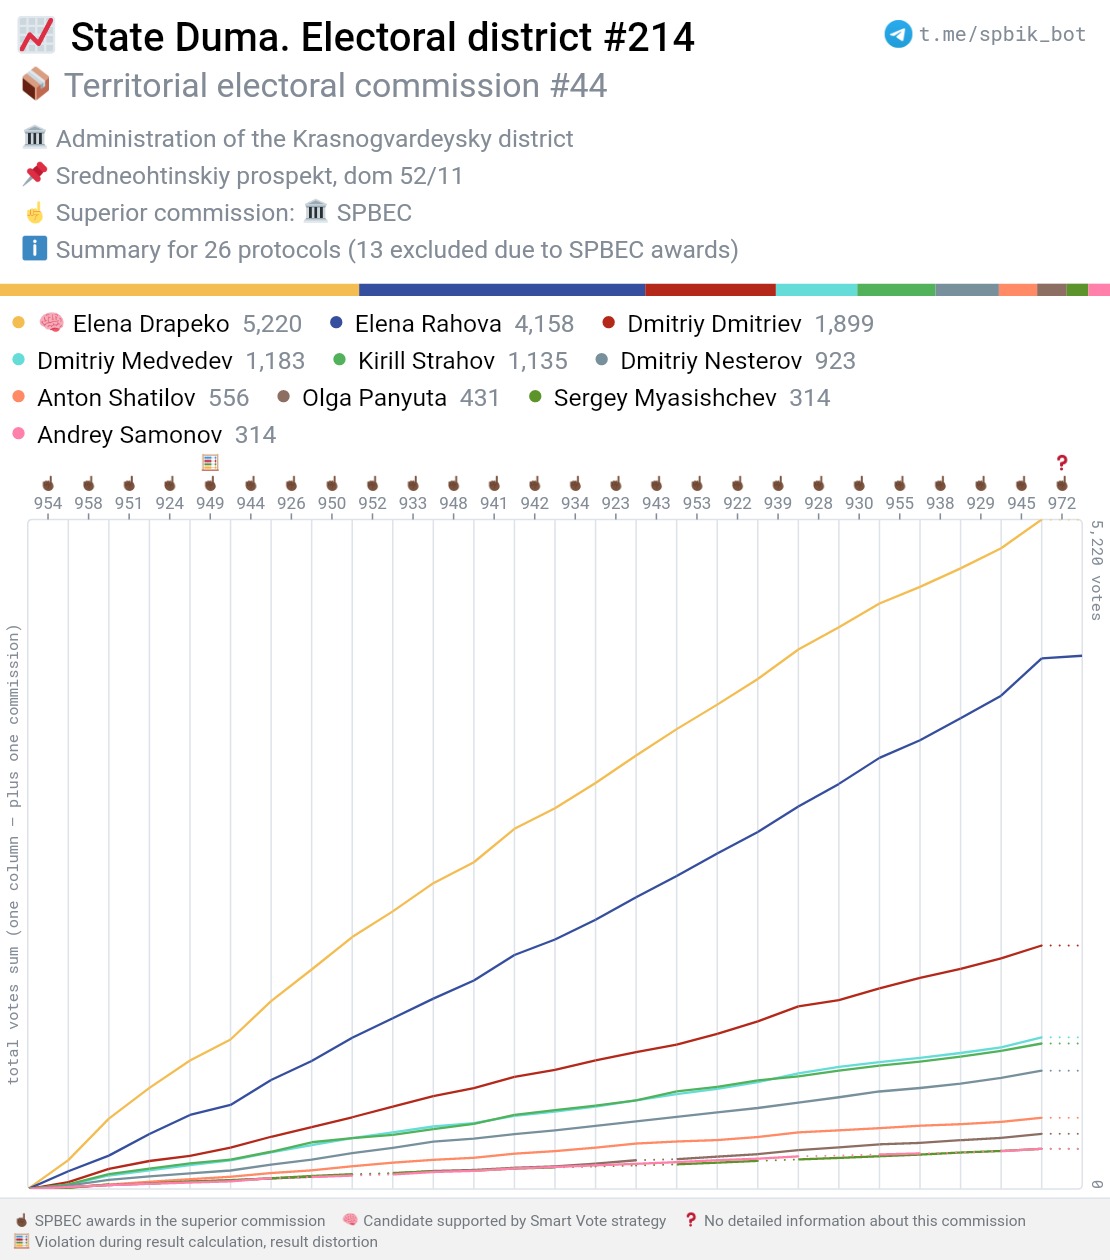 State Duma. Electoral district #214
t.me/spbik_bot
Territorial electoral commission #44
Administration of the Krasnogvardeysky district
Sredneohtinskiy prospekt, dom 52/11
Superior commission: SPBEC
Summary for 26 protocols (13 excluded due to SPBEC awards)
Elena Drapeko 5,220 Elena Rahova 4,158 Dmitriy Dmitriev 1,899
Dmitriy Medvedev 1,183 Kirill Strahov 1,135 Dmitriy Nesterov 923
Anton Shatilov 556 Olga Panyuta 431 Sergey Myasishchev 314
Andrey Samonov 314
954 958 951 924 949 944 926 950 952 933 948 941 942 934 923 943 953 922 939 928 930 955 938 929 945 972
5,220 votes
total votes sum (one column – plus one commission)
0
SPBEC awards in the superior commission Candidate supported by Smart Vote strategy No detailed information about this commission
Violation during result calculation, result distortion